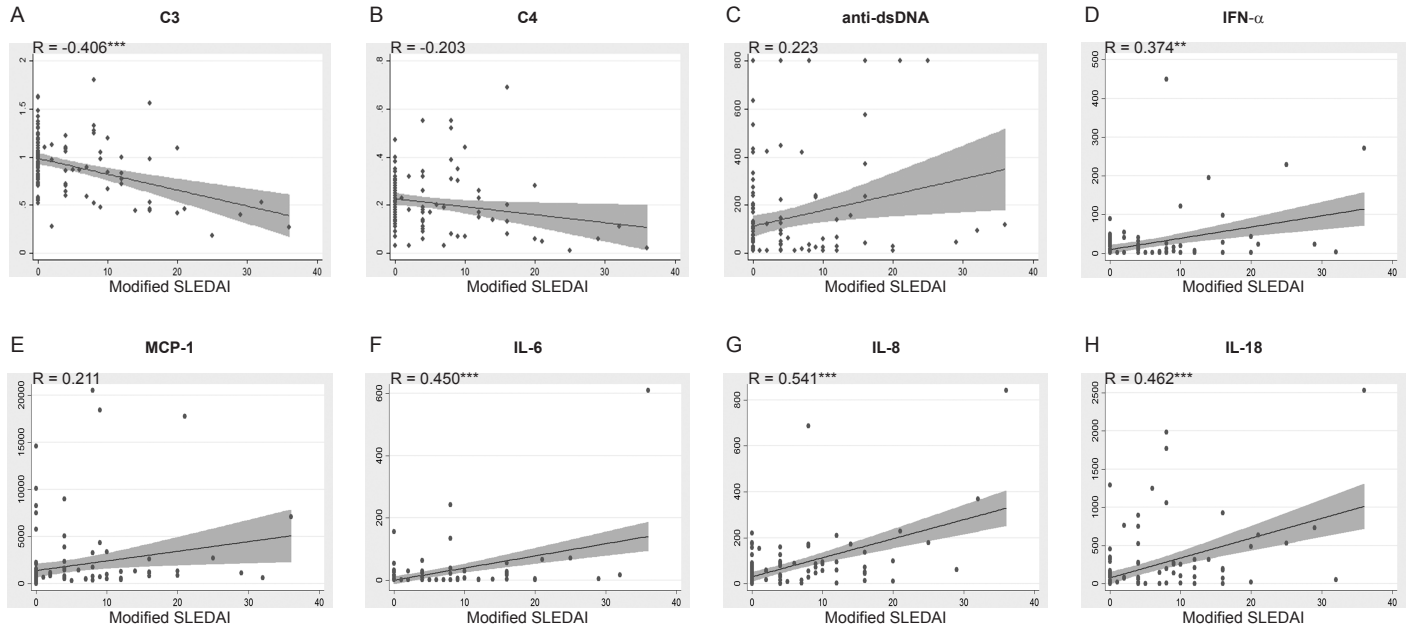 A
C3
R = -0.406***
2
1.5
1
.5
0
0
10
20
30
40
Modified SLEDAI
B
C4
R = -0.203
.8
.6
.4
.2
0
0
10
20
30
40
Modified SLEDAI
C
anti-dsDNA
R = 0.223
800
600
400
200
0
0
10
20
30
40
Modified SLEDAI
D
IFN-α
R = 0.374**
500
400
300
200
100
0
0
10
20
30
40
Modified SLEDAI
E
MCP-1
R = 0.211
20000
15000
10000
5000
0
0
10
20
30
40
Modified SLEDAI
F
IL-6
R = 0.450***
600
400
200
0
0
10
20
30
40
Modified SLEDAI
G
IL-8
R = 0.541***
800
600
400
200
0
0
10
20
30
40
Modified SLEDAI
H
IL-18
R = 0.462***
2500
2000
1500
1000
500
0
0
10
20
30
40
Modified SLEDAI